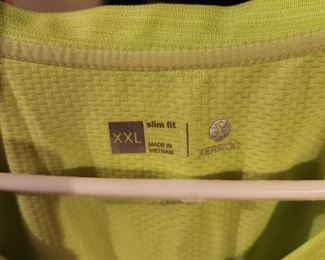 slim fit
XXL
MADE IN
VIETNAM
XERSION